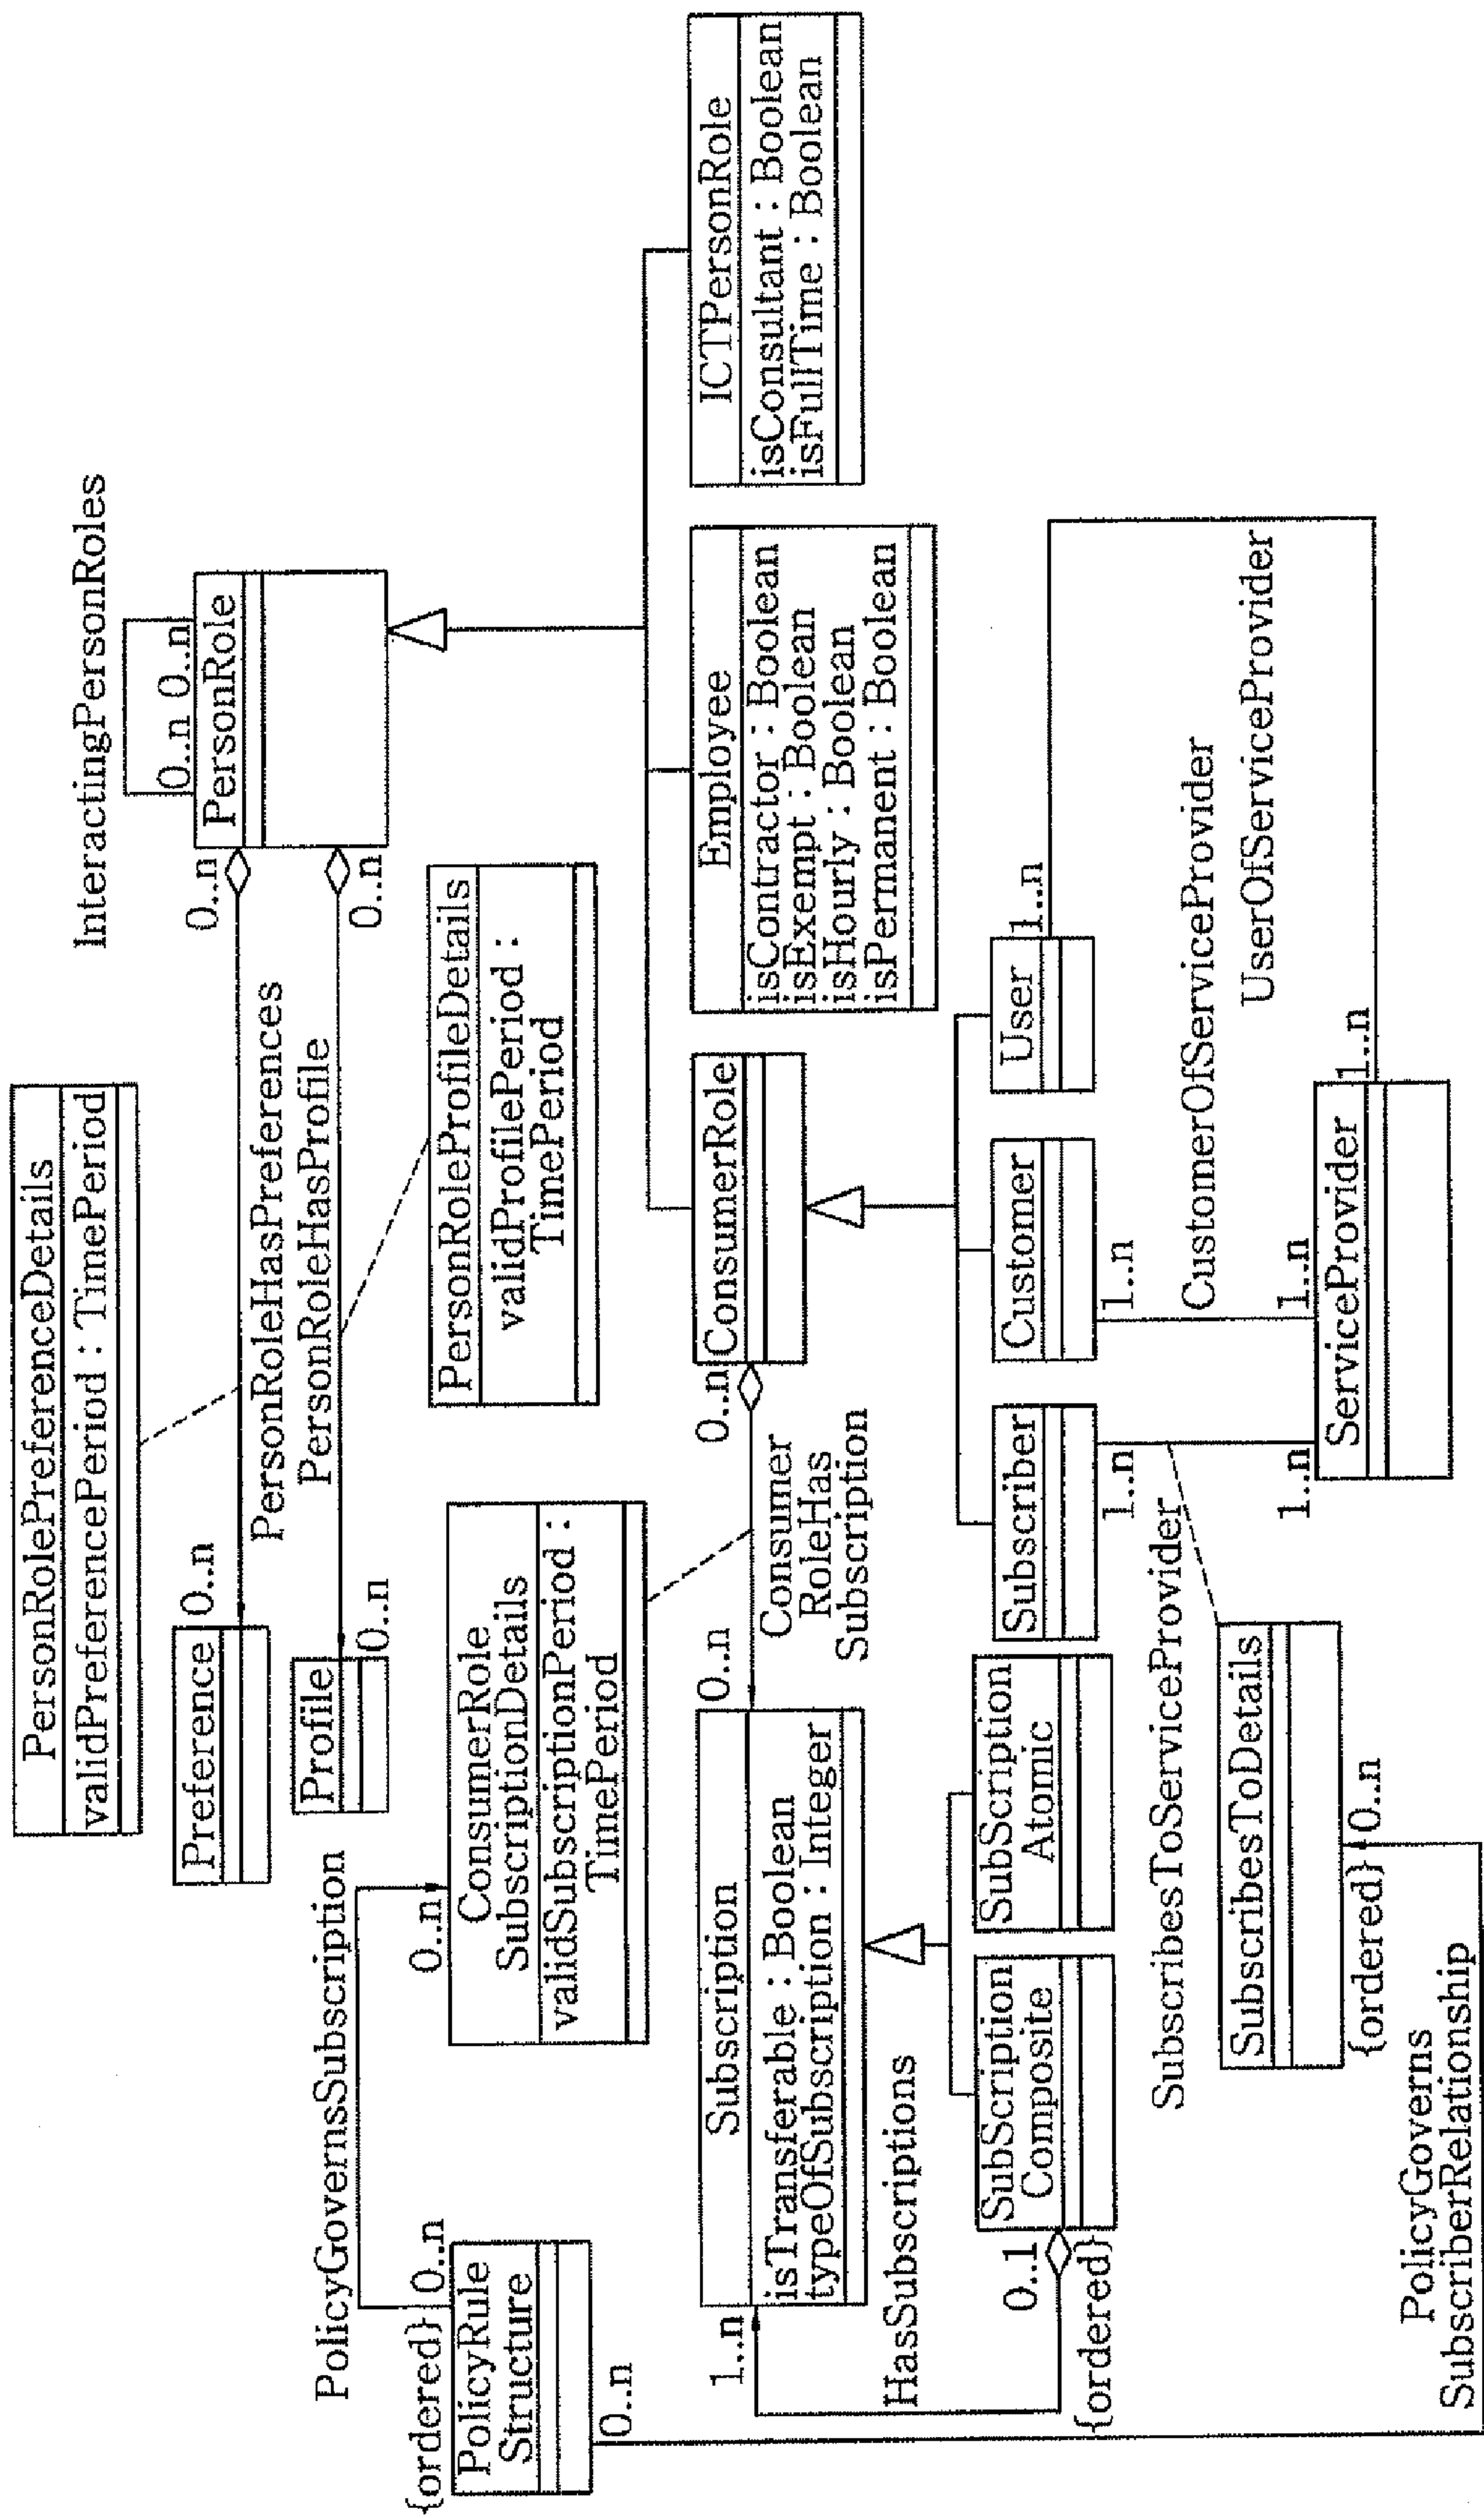 InteractingPersonRoles
0..n 0..n
PersonRole
0..n
0..n
PersonRolePreferenceDetails
validPreferencePeriod : TimePeriod
PersonRoleHasPreferences
PersonRoleHasProfile
Preference
0..n
Profile
0..n
PersonRoleProfileDetails
validProfilePeriod :
TimePeriod
PolicyGovernsSubscription
{ordered}
0..n
0..n
PolicyRule
Structure
0..n
ConsumerRole
SubscriptionDetails
validSubscriptionPeriod :
TimePeriod
ICTPersonRole
isConsultant : Boolean
isFullTime : Boolean
Employee
isContractor : Boolean
isExempt : Boolean
isHourly : Boolean
isPermanent : Boolean
ConsumerRole
0..n
Consumer
RoleHas
Subscription
0..n
Subscription
isTransferable : Boolean
typeOfSubscription : Integer
1..n
HasSubscriptions
SubScription
Composite
0..1
{ordered}
SubScription
Atomic
Subscriber
1..n
Customer
1..n
User
1..n
SubscribesToServiceProvider
CustomerOfServiceProvider
UserOfServiceProvider
1..n
1..n
1..n
ServiceProvider
SubscribesToDetails
{ordered}
0..n
PolicyGoverns
SubscriberRelationship